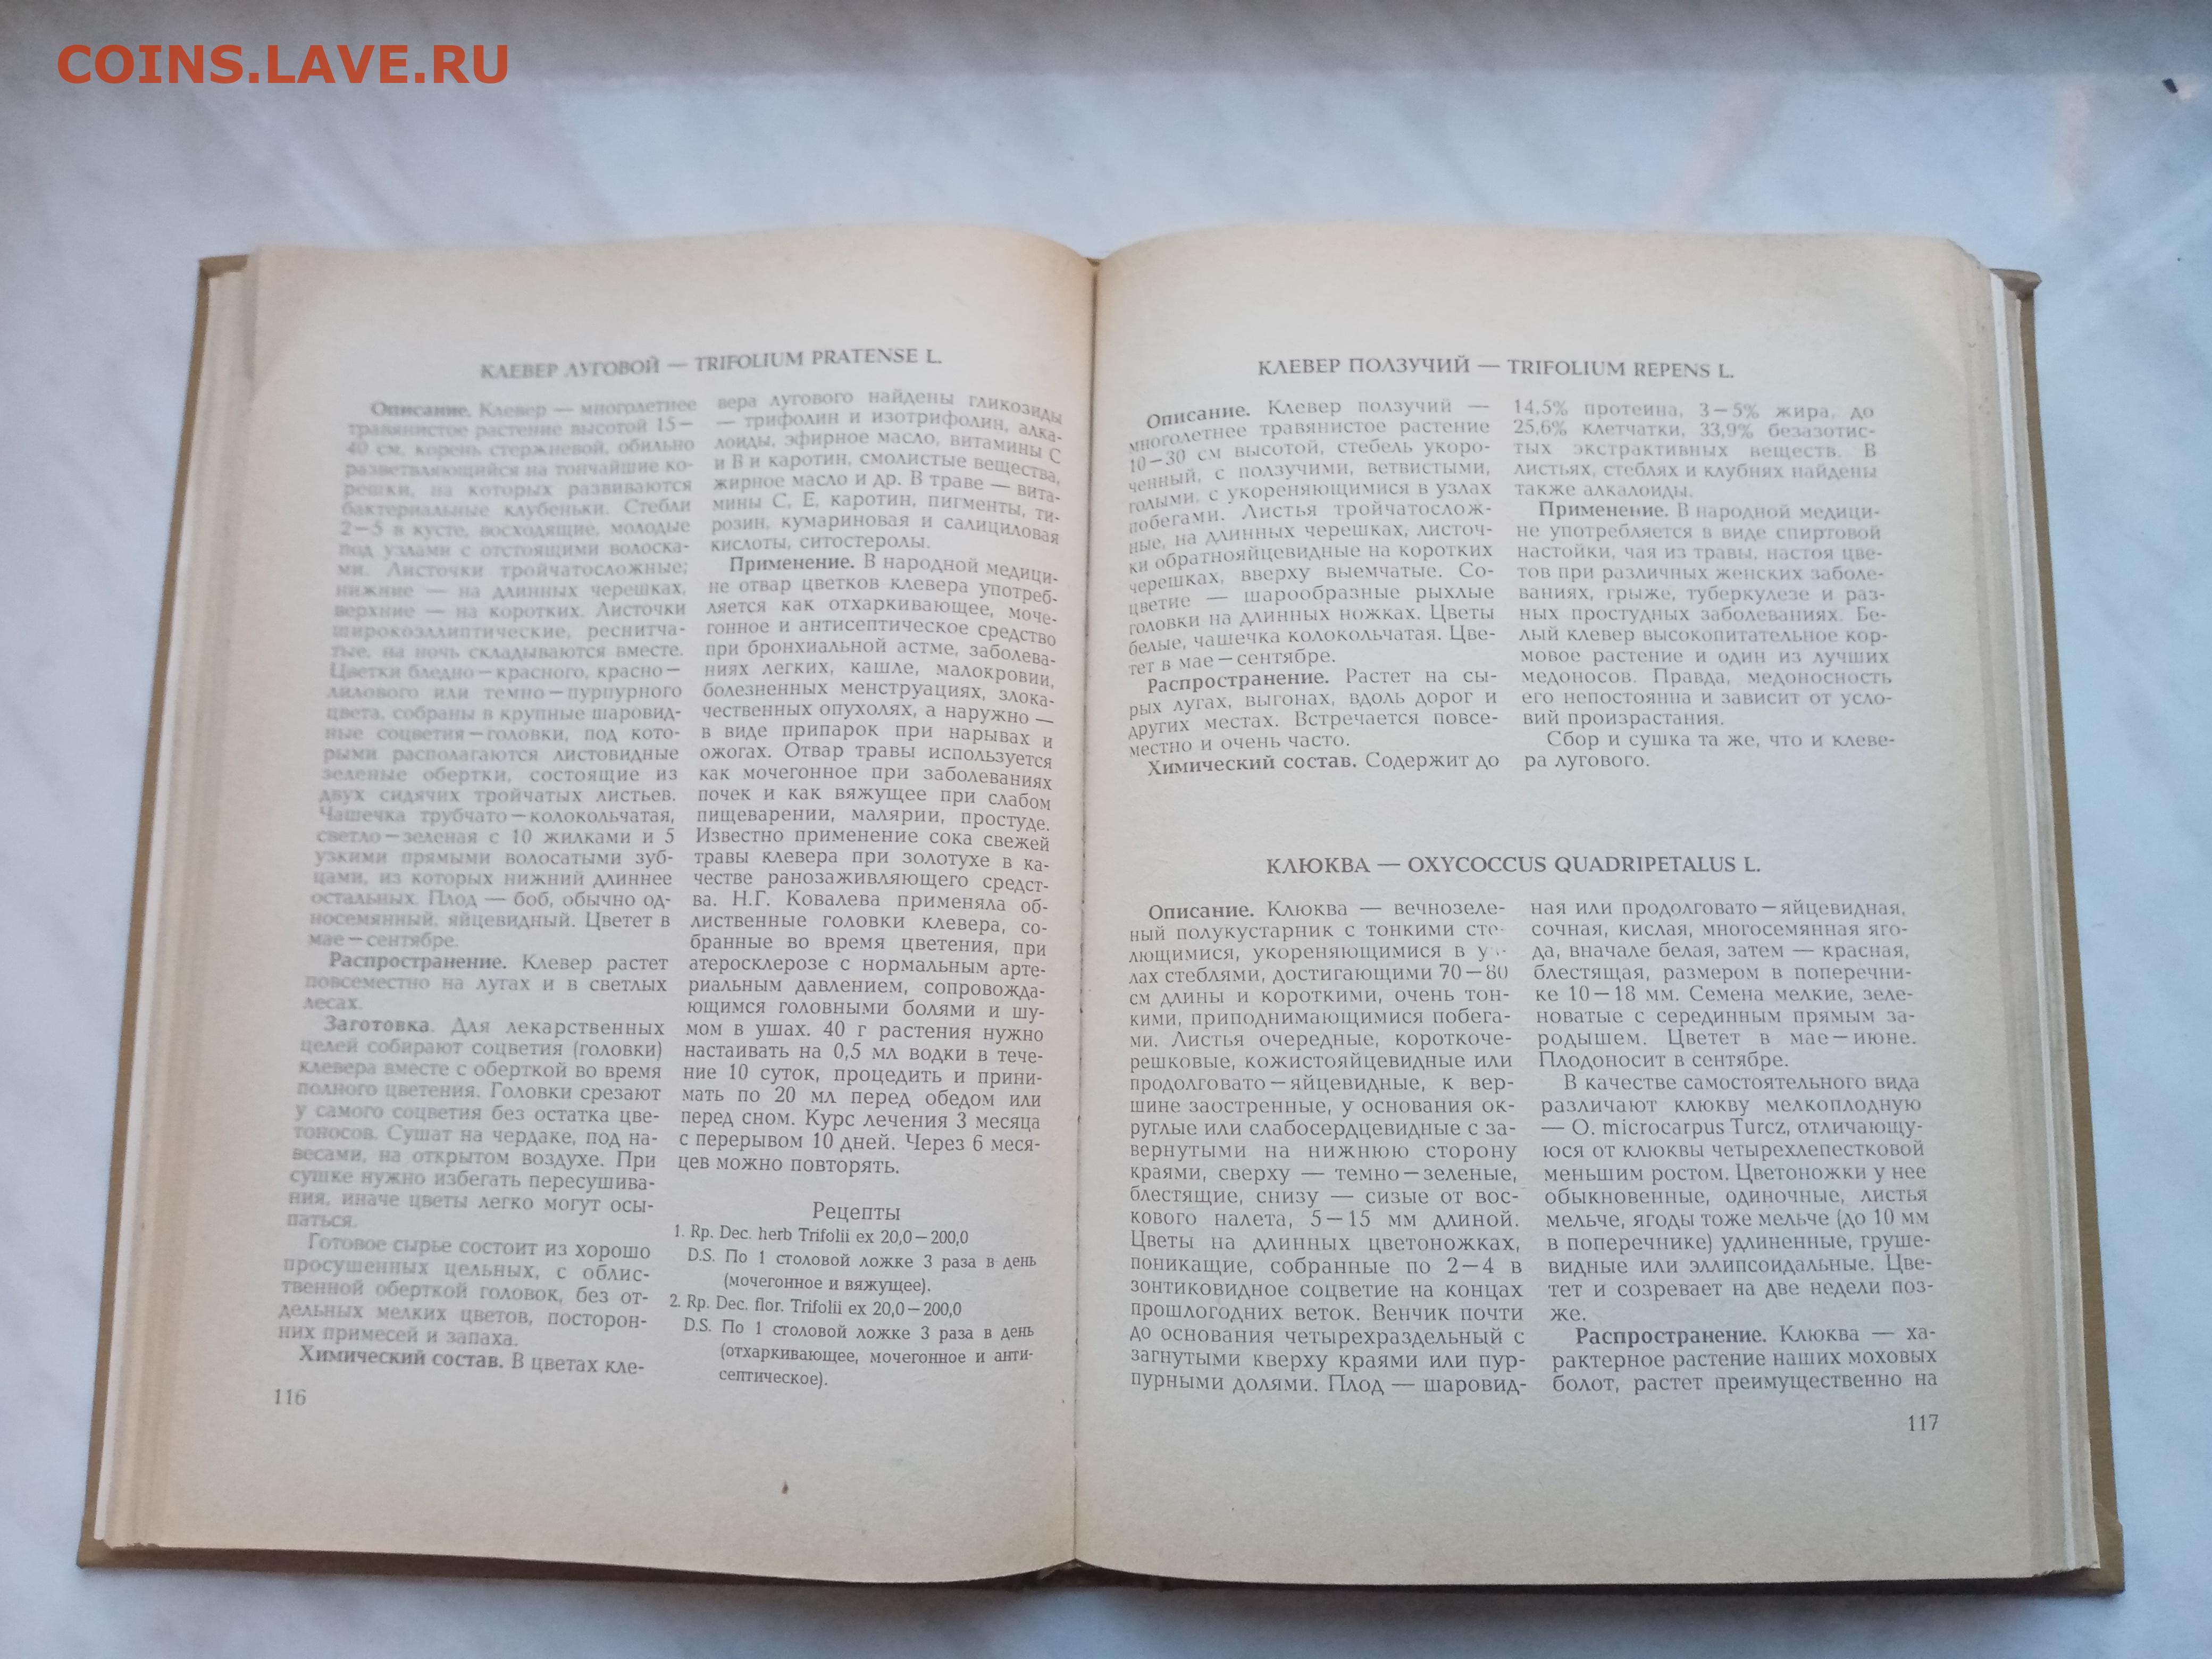 COINS.LAVE.RU
КЛЕВЕР ЛУГОВОЙ — TRIFOLIUM PRATENSE L.
Описание. Клевер — многолетнее
травянистое растение высотой 15—
40 см, корень стержневой, обильно
разветвляющийся на тончайшие ко-
решки, на которых развиваются
бактериальные клубеньки. Стебли
2—5 в кусте, восходящие, молодые
под узлами с отстоящими волоска-
ми. Листочки тройчатосложные;
нижние — на длинных черешках,
верхние — на коротких. Листочки
широкоэллиптические, реснитча-
тые, на ночь складываются вместе.
Цветки бледно—красного, красно—
лилового или темно—пурпурного
цвета, собраны в крупные шаровид-
ные соцветия—головки, под кото-
рыми располагаются листовидные
зеленые обертки, состоящие из
двух сидячих тройчатых листьев.
Чашечка трубчато—колокольчатая,
светло—зеленая с 10 жилками и 5
узкими прямыми волосатыми зуб-
цами, из которых нижний длиннее
остальных. Плод — боб, обычно од-
носемянный, яйцевидный. Цветет в
мае—сентябре.
Распространение. Клевер растет
повсеместно на лугах и в светлых
лесах.
Заготовка. Для лекарственных
целей собирают соцветия (головки)
клевера вместе с оберткой во время
полного цветения. Головки срезают
у самого соцветия без остатка цве-
тоносов. Сушат на чердаке, под на-
весами, на открытом воздухе. При
сушке нужно избегать пересушива-
ния, иначе цветы легко могут осы-
паться.
Готовое сырье состоит из хорошо
просушенных цельных, с облис-
твенной оберткой головок, без от-
дельных мелких цветов, посторон-
них примесей и запаха.
Химический состав. В цветах кле-
116
вера лугового найдены гликозиды
— трифолин и изотрифолин, алка-
лоиды, эфирное масло, витамины С
и В и каротин, смолистые вещества,
жирное масло и др. В траве — вита-
мины С, Е, каротин, пигменты, ти-
розин, кумариновая и салициловая
кислоты, ситостеролы.
Применение. В народной медици-
не отвар цветков клевера употреб-
ляется как отхаркивающее, моче-
гонное и антисептическое средство
при бронхиальной астме, заболева-
ниях легких, кашле, малокровии,
болезненных менструациях, злока-
чественных опухолях, а наружно —
в виде припарок при нарывах и
ожогах. Отвар травы используется
как мочегонное при заболеваниях
почек и как вяжущее при слабом
пищеварении, малярии, простуде.
Известно применение сока свежей
травы клевера при золотухе в ка-
честве ранозаживляющего средст-
ва. Н.Г. Ковалева применяла об-
лиственные головки клевера, со-
бранные во время цветения, при
атеросклерозе с нормальным арте-
риальным давлением, сопровожда-
ющимся головными болями и шу-
мом в ушах. 40 г растения нужно
настаивать на 0,5 мл водки в тече-
ние 10 суток, процедить и прини-
мать по 20 мл перед обедом или
перед сном. Курс лечения 3 месяца
с перерывом 10 дней. Через 6 меся-
цев можно повторять.
Рецепты
1. Rp. Dec. herb Trifolii ex 20,0—200,0
D.S. По 1 столовой ложке 3 раза в день
(мочегонное и вяжущее).
2. Rp. Dec. flor. Trifolii ex 20,0—200,0
D.S. По 1 столовой ложке 3 раза в день
(отхаркивающее, мочегонное и анти-
септическое).
КЛЕВЕР ПОЛЗУЧИЙ — TRIFOLIUM REPENS L.
Описание. Клевер ползучий —
многолетнее травянистое растение
10—30 см высотой, стебель укоро-
ченный, с ползучими, ветвистыми,
голыми, с укореняющимися в узлах
побегами. Листья тройчатослож-
ные, на длинных черешках, листоч-
ки обратнояйцевидные на коротких
черешках, вверху выемчатые. Со-
цветие — шарообразные рыхлые
головки на длинных ножках. Цветы
белые, чашечка колокольчатая. Цве-
тет в мае—сентябре.
Распространение. Растет на сы-
рых лугах, выгонах, вдоль дорог и
других местах. Встречается повсе-
местно и очень часто.
Химический состав. Содержит до
14,5% протеина, 3—5% жира, до
25,6% клетчатки, 33,9% безазотис-
тых экстрактивных веществ. В
листьях, стеблях и клубнях найдены
также алкалоиды.
Применение. В народной медици-
не употребляется в виде спиртовой
настойки, чая из травы, настоя цве-
тов при различных женских заболе-
ваниях, грыже, туберкулезе и раз-
ных простудных заболеваниях. Бе-
лый клевер высокопитательное кор-
мовое растение и один из лучших
медоносов. Правда, медоносность
его непостоянна и зависит от усло-
вий произрастания.
Сбор и сушка та же, что и клеве-
ра лугового.
КЛЮКВА — OXYCOCCUS QUADRIPETALUS L.
Описание. Клюква — вечнозеле-
ный полукустарник с тонкими сте-
лющимися, укореняющимися в у
лах стеблями, достигающими 70—80
см длины и короткими, очень тон-
кими, приподнимающимися побега-
ми. Листья очередные, короткоче-
решковые, кожистояйцевидные или
продолговато—яйцевидные, к вер-
шине заостренные, у основания ок-
руглые или слабосердцевидные с за-
вернутыми на нижнюю сторону
краями, сверху — темно—зеленые,
блестящие, снизу — сизые от вос-
кового налета, 5—15 мм длиной.
Цветы на длинных цветоножках,
поникащие, собранные по 2—4 в
зонтиковидное соцветие на концах
прошлогодних веток. Венчик почти
до основания четырехраздельный с
загнутыми кверху краями или пур-
пурными долями. Плод — шаровид-
ная или продолговато—яйцевидная,
сочная, кислая, многосемянная яго-
да, вначале белая, затем — красная,
блестящая, размером в поперечни-
ке 10—18 мм. Семена мелкие, зеле-
новатые с серединным прямым за-
родышем. Цветет в мае—июне.
Плодоносит в сентябре.
В качестве самостоятельного вида
различают клюкву мелкоплодную
— O. microcarpus Turcz, отличающу-
юся от клюквы четырехлепестковой
меньшим ростом. Цветоножки у нее
обыкновенные, одиночные, листья
мельче, ягоды тоже мельче (до 10 мм
в поперечнике) удлиненные, груше-
видные или эллипсоидальные. Цве-
тет и созревает на две недели поз-
же.
Распространение. Клюква — ха-
рактерное растение наших моховых
болот, растет преимущественно на
117